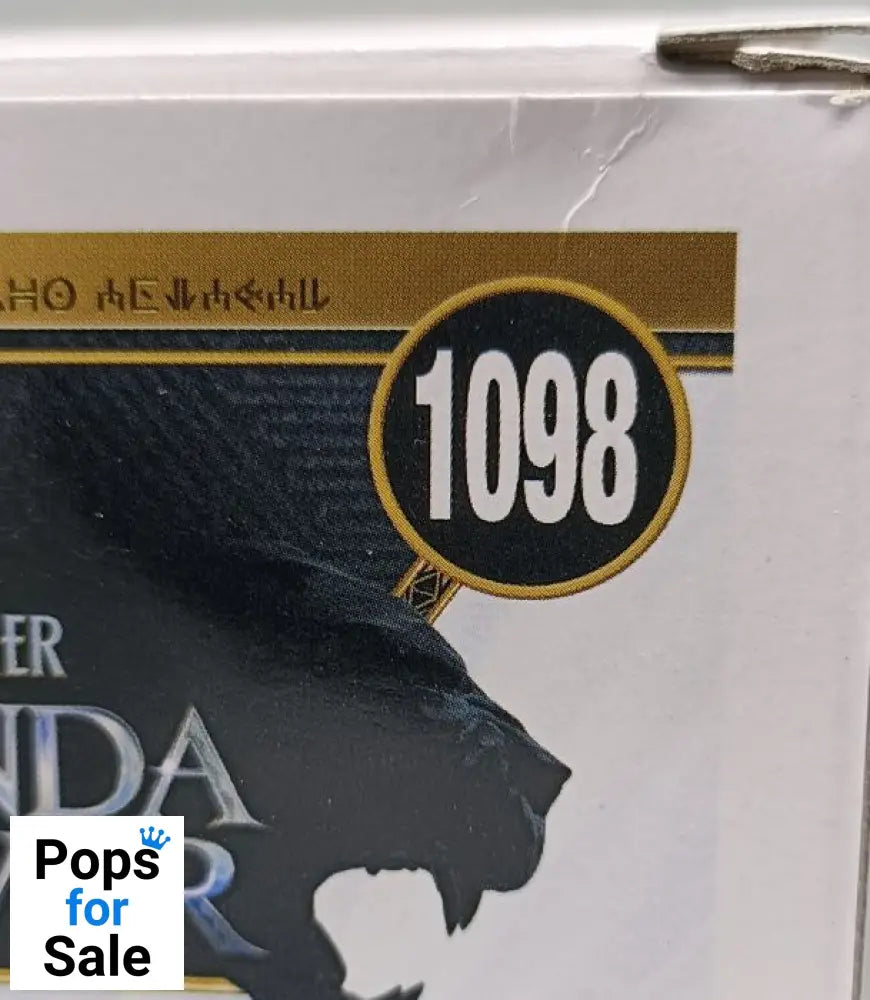 1098
ER
NDA
R
Pops
for
Sale